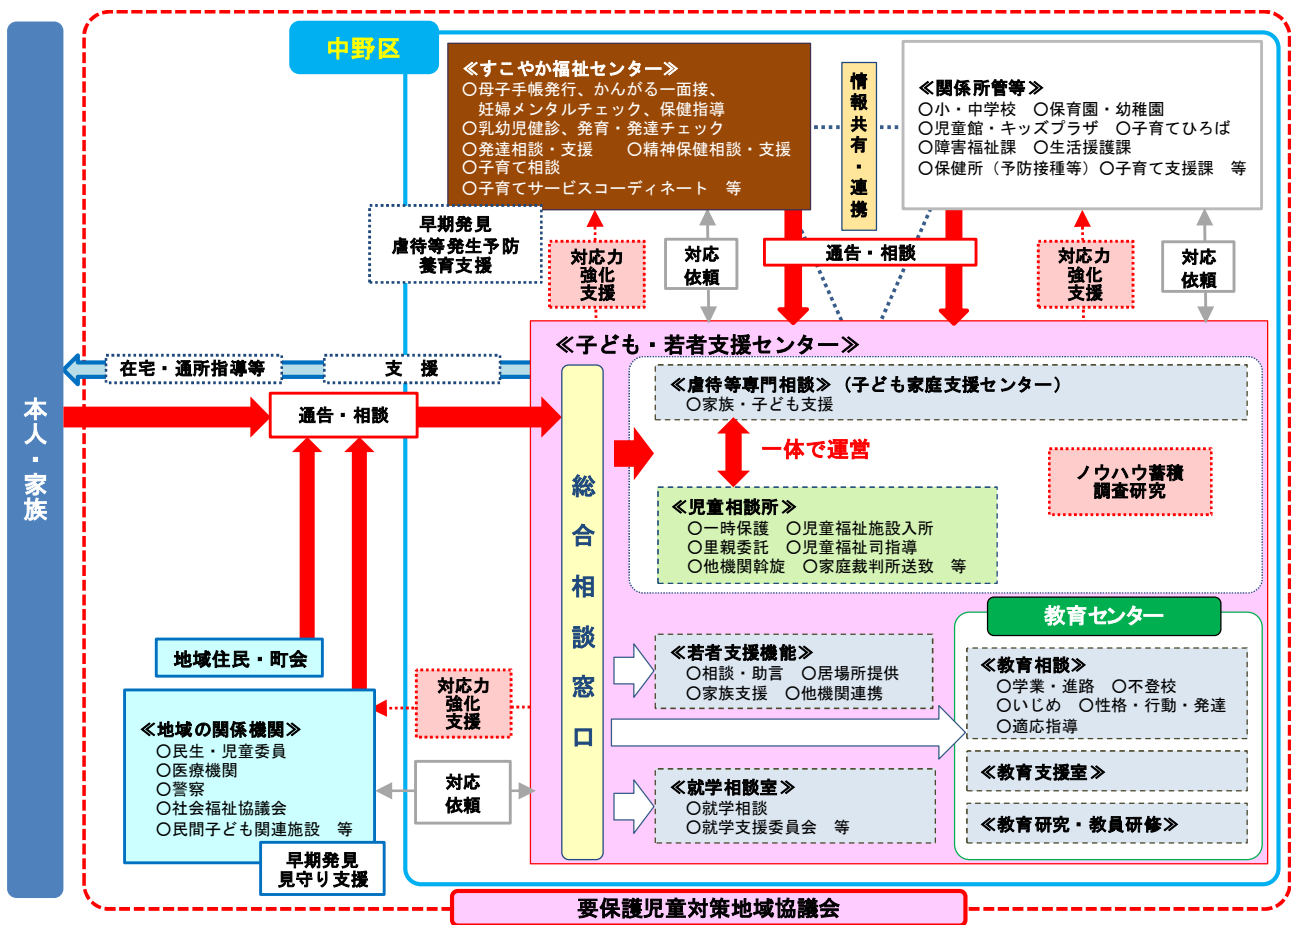 中野区
≪すこやか福祉センター≫
○母子手帳発行、かんがる一面接、
妊婦メンタルチェック、保健指導
○乳幼児健診、発育・発達チェック
○発達相談・支援　○精神保健相談・支援
○子育て相談
○子育てサービスコーディネート　等
情報共有・連携
≪関係所管等≫
○小・中学校　○保育園・幼稚園
○児童館・キッズプラザ　○子育てひろば
○障害福祉課　○生活援護課
○保健所（予防接種等）○子育て支援課　等
早期発見
虐待等発生予防
養育支援
対応力
強化
支援
対応
依頼
通告・相談
対応力
強化
支援
対応
依頼
本人・家族
在宅・通所指導等
支　援
通告・相談
≪子ども・若者支援センター≫
総合相談窓口
≪虐待等専門相談≫（子ども家庭支援センター）
○家族・子ども支援
一体で運営
ノウハウ蓄積
調査研究
≪児童相談所≫
○一時保護　○児童福祉施設入所
○里親委託　○児童福祉司指導
○他機関斡旋　○家庭裁判所送致　等
教育センター
≪若者支援機能≫
○相談・助言　○居場所提供
○家族支援　○他機関連携
≪教育相談≫
○学業・進路　○不登校
○いじめ　○性格・行動・発達
○適応指導
≪教育支援室≫
≪教育研究・教員研修≫
≪就学相談室≫
○就学相談
○就学支援委員会　等
地域住民・町会
≪地域の関係機関≫
○民生・児童委員
○医療機関
○警察
○社会福祉協議会
○民間子ども関連施設　等
早期発見
見守り支援
対応力
強化
支援
対応
依頼
要保護児童対策地域協議会